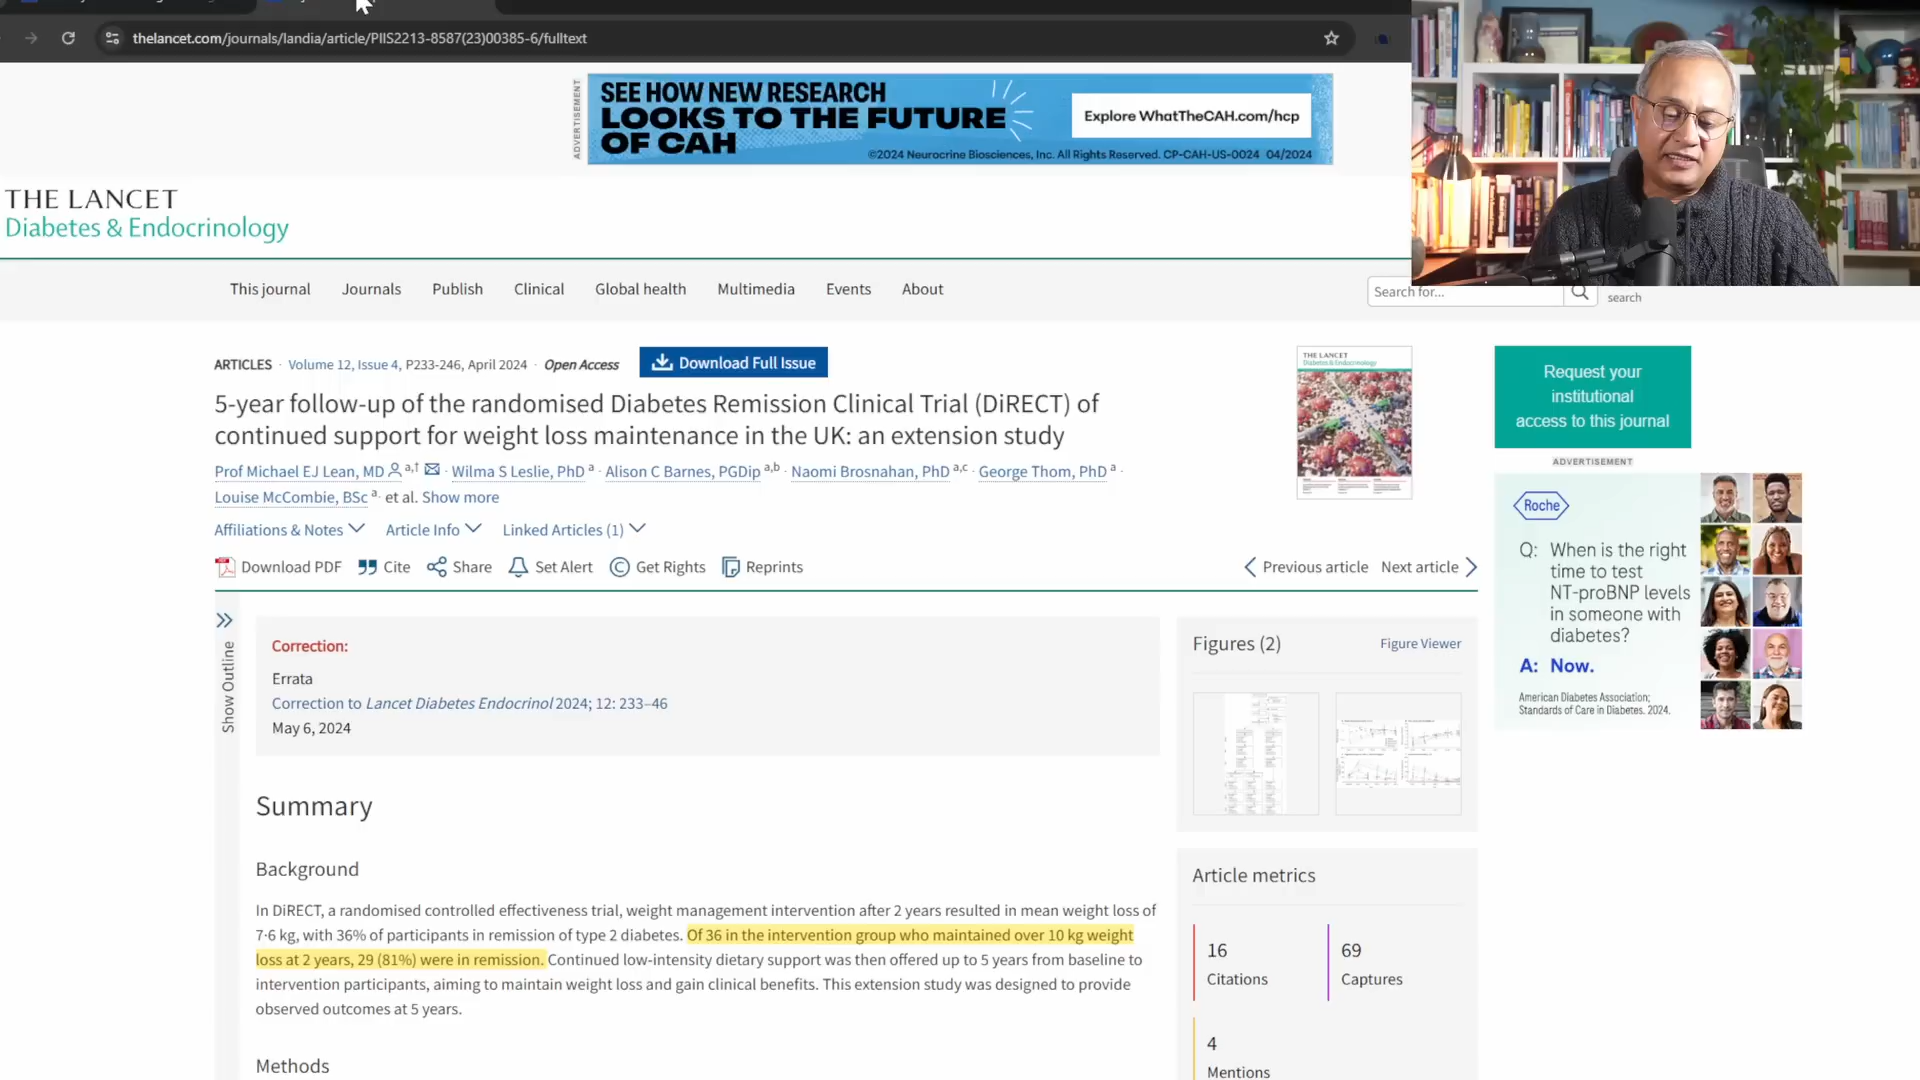 thelancet.com/journals/landia/article/PIIS2213-8587(23)00385-6/fulltext
ADVERTISEMENT
SEE HOW NEW RESEARCH
LOOKS TO THE FUTURE
OF CAH
Explore WhatTheCAH.com/hcp
©2024 Neurocrine Biosciences, Inc. All Rights Reserved. CP-CAH-US-0024 04/2024
THE LANCET
Diabetes & Endocrinology
This journal Journals Publish Clinical Global health Multimedia Events About
Search for...
search
ARTICLES · Volume 12, Issue 4, P233-246, April 2024 · Open Access
Download Full Issue
5-year follow-up of the randomised Diabetes Remission Clinical Trial (DiRECT) of
continued support for weight loss maintenance in the UK: an extension study
Prof Michael EJ Lean, MD a,† · Wilma S Leslie, PhD a · Alison C Barnes, PGDip a,b · Naomi Brosnahan, PhD a,c · George Thom, PhD a ·
Louise McCombie, BSc a · et al. Show more
Affiliations & Notes Article Info Linked Articles (1)
Download PDF Cite Share Set Alert Get Rights Reprints
Previous article Next article
THE LANCET
Diabetes & Endocrinology
Request your
institutional
access to this journal
ADVERTISEMENT
Roche
Q: When is the right
time to test
NT-proBNP levels
in someone with
diabetes?
A: Now.
American Diabetes Association;
Standards of Care in Diabetes. 2024.
Show Outline
Correction:
Errata
Correction to Lancet Diabetes Endocrinol 2024; 12: 233–46
May 6, 2024
Summary
Background
In DiRECT, a randomised controlled effectiveness trial, weight management intervention after 2 years resulted in mean weight loss of
7·6 kg, with 36% of participants in remission of type 2 diabetes. Of 36 in the intervention group who maintained over 10 kg weight
loss at 2 years, 29 (81%) were in remission. Continued low-intensity dietary support was then offered up to 5 years from baseline to
intervention participants, aiming to maintain weight loss and gain clinical benefits. This extension study was designed to provide
observed outcomes at 5 years.
Methods
Figures (2)
Figure Viewer
Article metrics
16
Citations
69
Captures
4
Mentions